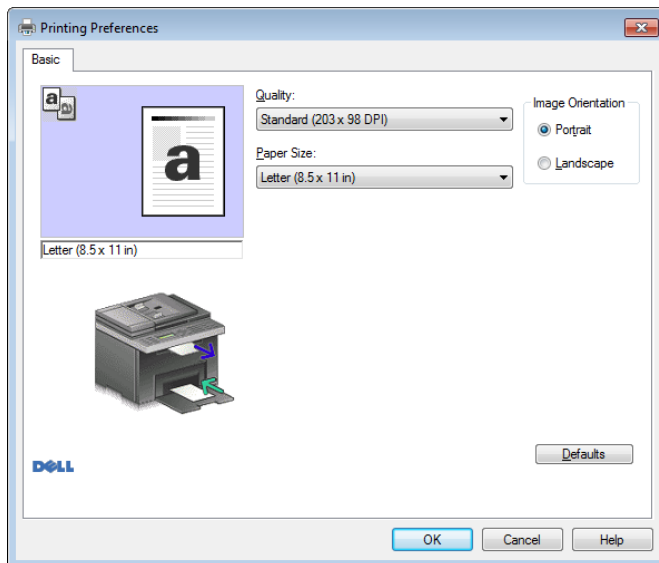 Printing Preferences
Basic
a
a
a
Letter (8.5 x 11 in)
Quality:
Standard (203 x 98 DPI)
Paper Size:
Letter (8.5 x 11 in)
Image Orientation
Portrait
Landscape
DELL
Defaults
OK
Cancel
Help